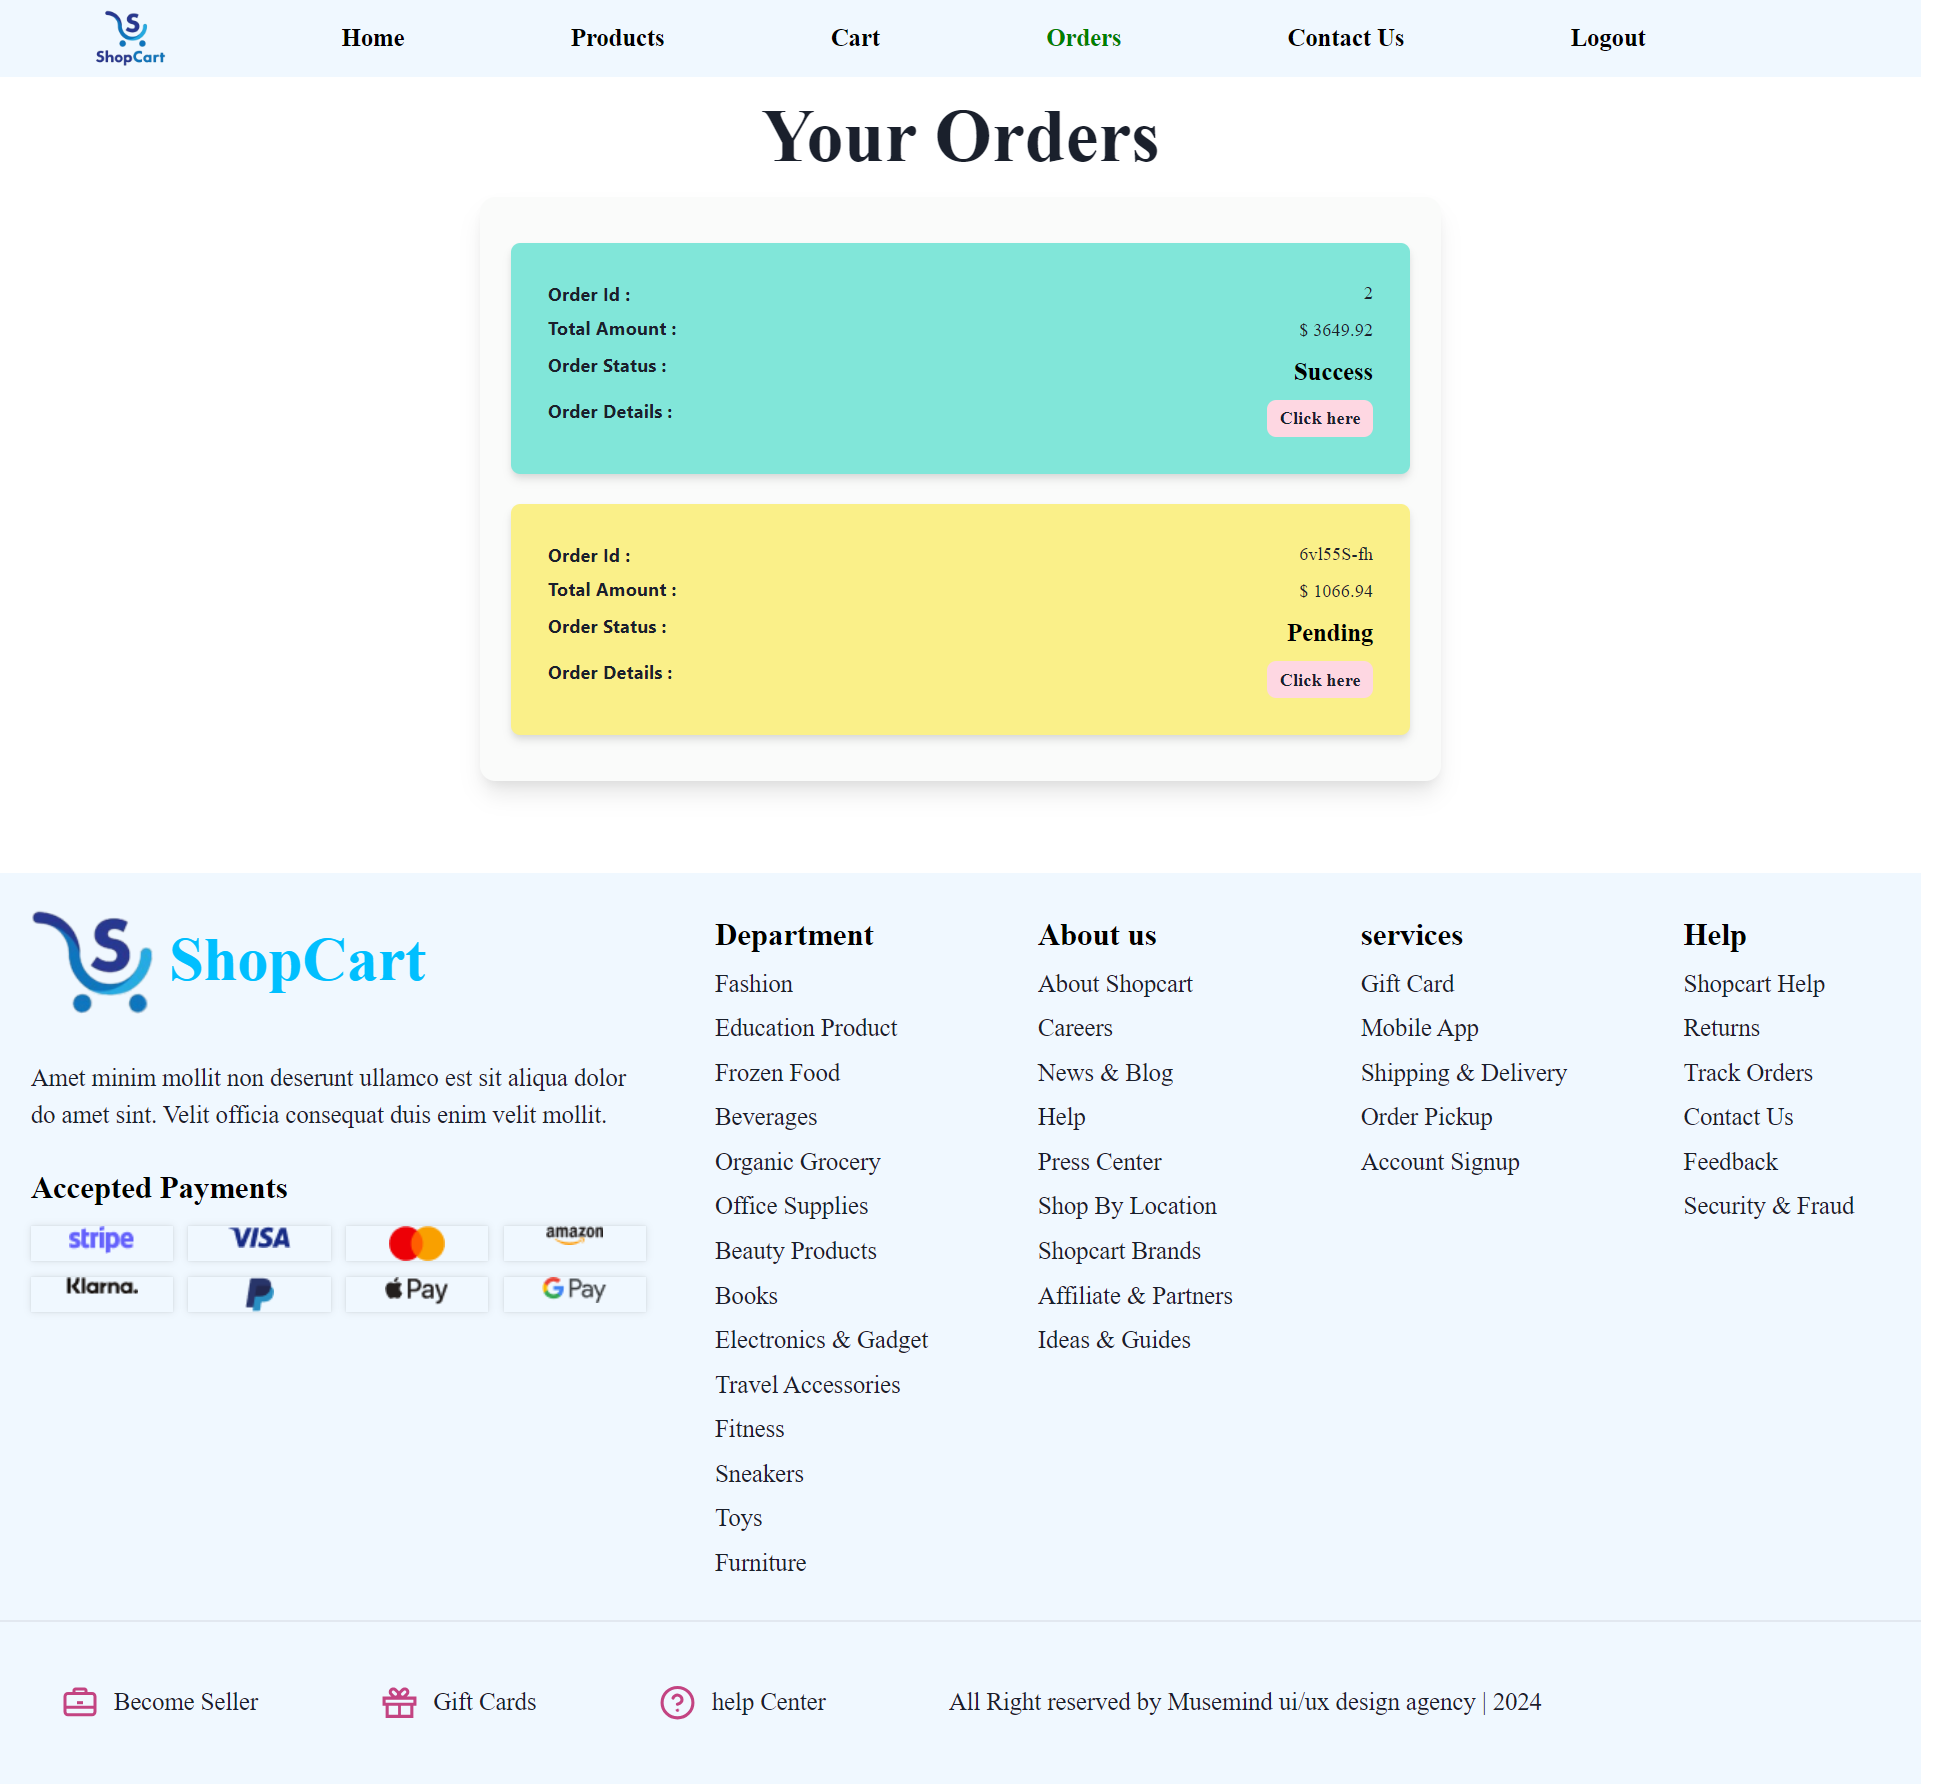 S
ShopCart
Home
Products
Cart
Orders
Contact Us
Logout
Your Orders
Order Id :
2
Total Amount :
$ 3649.92
Order Status :
Success
Order Details :
Click here
Order Id :
6vl55S-fh
Total Amount :
$ 1066.94
Order Status :
Pending
Order Details :
Click here
S
ShopCart
Amet minim mollit non deserunt ullamco est sit aliqua dolor
do amet sint. Velit officia consequat duis enim velit mollit.
Accepted Payments
stripe
VISA
amazon
Klarna.
P
Pay
G Pay
Department
Fashion
Education Product
Frozen Food
Beverages
Organic Grocery
Office Supplies
Beauty Products
Books
Electronics & Gadget
Travel Accessories
Fitness
Sneakers
Toys
Furniture
About us
About Shopcart
Careers
News & Blog
Help
Press Center
Shop By Location
Shopcart Brands
Affiliate & Partners
Ideas & Guides
services
Gift Card
Mobile App
Shipping & Delivery
Order Pickup
Account Signup
Help
Shopcart Help
Returns
Track Orders
Contact Us
Feedback
Security & Fraud
Become Seller
Gift Cards
help Center
All Right reserved by Musemind ui/ux design agency | 2024